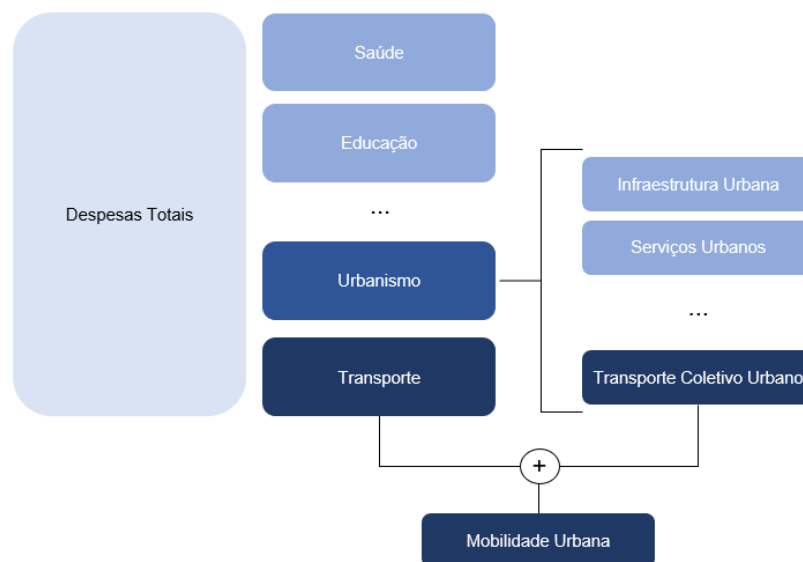 Despesas Totais
Saúde
Educação
...
Urbanismo
Transporte
Infraestrutura Urbana
Serviços Urbanos
...
Transporte Coletivo Urbano
+
Mobilidade Urbana